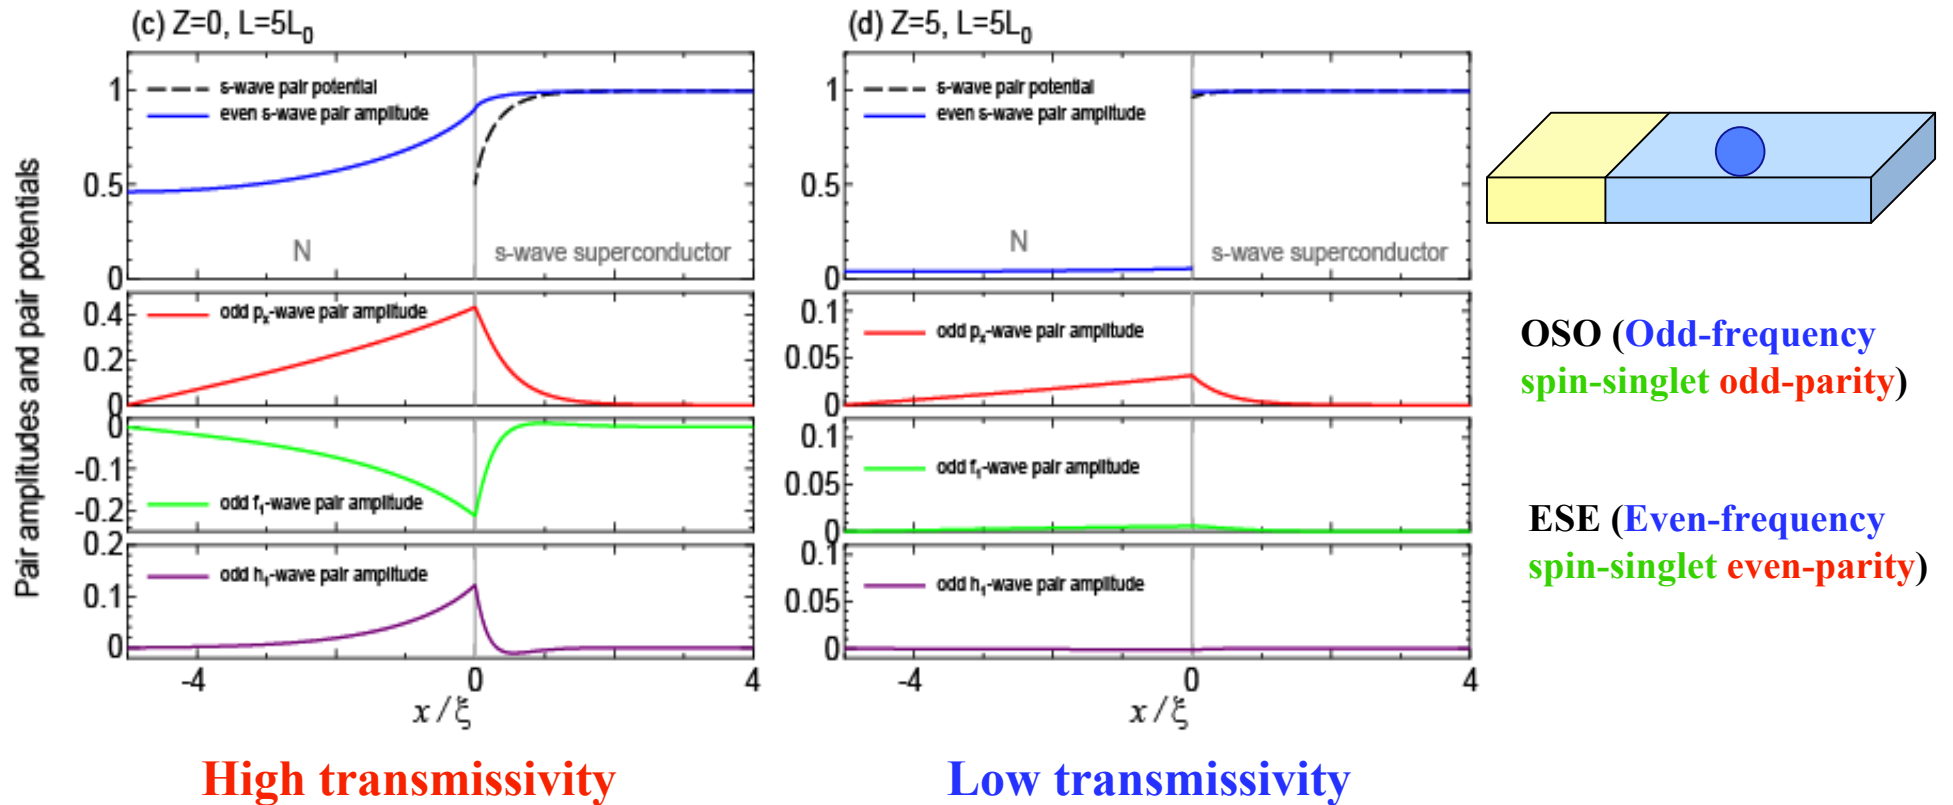 (c) Z=0, L=5L₀
(d) Z=5, L=5L₀
Pair amplitudes and pair potentials
1
0.5
0
s-wave pair potential
even s-wave pair amplitude
N
s-wave superconductor
0.4
0.2
0
odd pₓ-wave pair amplitude
0
-0.1
-0.2
odd f₁-wave pair amplitude
0.2
0.1
0
odd h₁-wave pair amplitude
-4
0
4
x/ξ
High transmissivity
1
0.5
0
s-wave pair potential
even s-wave pair amplitude
N
s-wave superconductor
0.1
0.05
0
odd pₓ-wave pair amplitude
0.1
0.05
0
odd f₁-wave pair amplitude
0.1
0.05
0
odd h₁-wave pair amplitude
-4
0
4
x/ξ
Low transmissivity
OSO (Odd-frequency
spin-singlet odd-parity)
ESE (Even-frequency
spin-singlet even-parity)